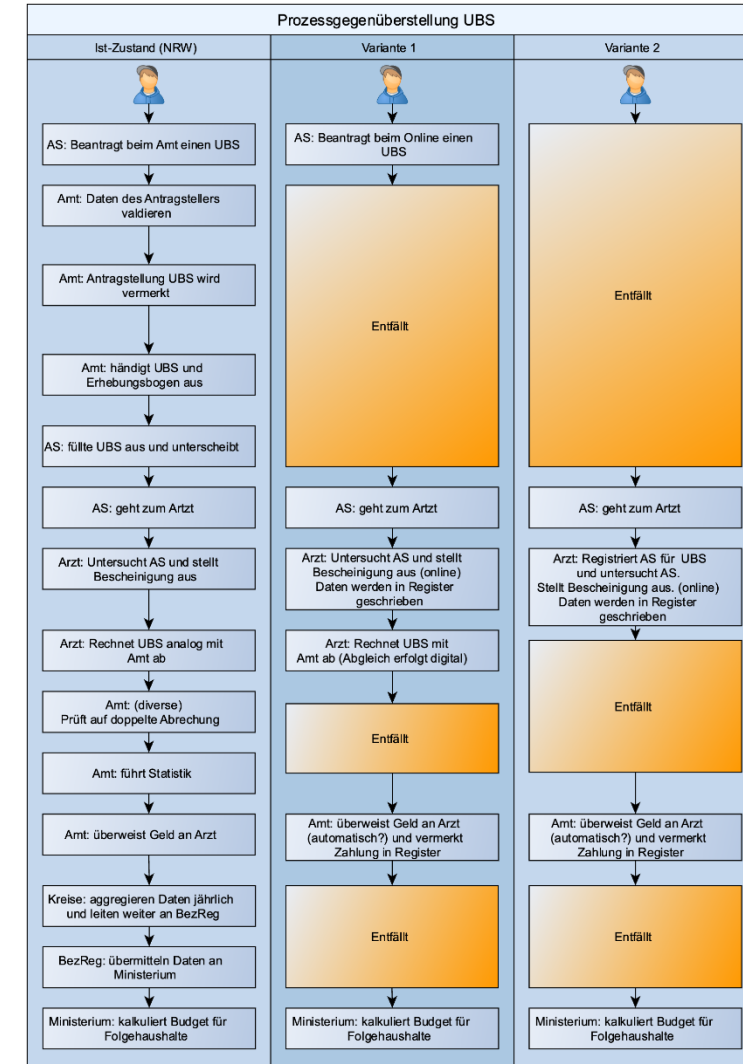 Prozessgegenüberstellung UBS
Ist-Zustand (NRW)
AS: Beantragt beim Amt einen UBS
Amt: Daten des Antragstellers
valdieren
Amt: Antragstellung UBS wird
vermerkt
Amt: händigt UBS und
Erhebungsbogen aus
AS: füllte UBS aus und unterscheibt
AS: geht zum Artzt
Arzt: Untersucht AS und stellt
Bescheinigung aus
Arzt: Rechnet UBS analog mit
Amt ab
Amt: (diverse)
Prüft auf doppelte Abrechung
Amt: führt Statistik
Amt: überweist Geld an Arzt
Kreise: aggregieren Daten jährlich
und leiten weiter an BezReg
BezReg: übermitteln Daten an
Ministerium
Ministerium: kalkuliert Budget für
Folgehaushalte
Variante 1
AS: Beantragt beim Online einen
UBS
Entfällt
AS: geht zum Artzt
Arzt: Untersucht AS und stellt
Bescheinigung aus (online)
Daten werden in Register
geschrieben
Arzt: Rechnet UBS mit
Amt ab (Abgleich erfolgt digital)
Entfällt
Amt: überweist Geld an Arzt
(automatisch?) und vermerkt
Zahlung in Register
Entfällt
Ministerium: kalkuliert Budget für
Folgehaushalte
Variante 2
Entfällt
AS: geht zum Artzt
Arzt: Registriert AS für UBS
und untersucht AS.
Stellt Bescheinigung aus. (online)
Daten werden in Register
geschrieben
Entfällt
Amt: überweist Geld an Arzt
(automatisch?) und vermerkt
Zahlung in Register
Entfällt
Ministerium: kalkuliert Budget für
Folgehaushalte